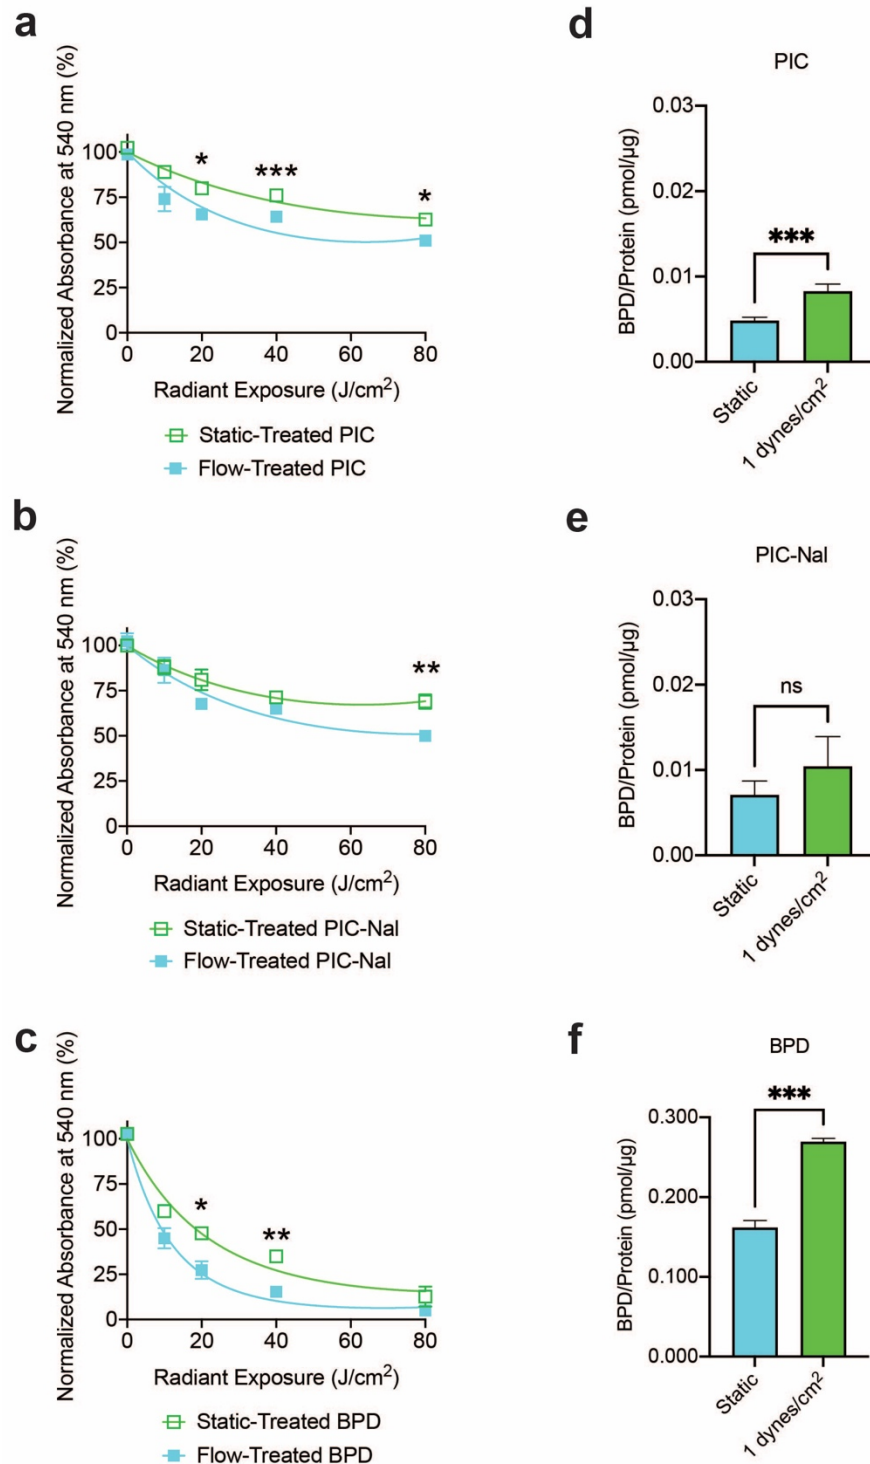 a
Normalized Absorbance at 540 nm (%)
100
75
50
25
0
*
***
*
0 20 40 60 80
Radiant Exposure (J/cm²)
Static-Treated PIC
Flow-Treated PIC
d
PIC
BPD/Protein (pmol/µg)
0.03
0.02
0.01
0.00
***
Static
1 dynes/cm²
b
Normalized Absorbance at 540 nm (%)
100
75
50
25
0
**
0 20 40 60 80
Radiant Exposure (J/cm²)
Static-Treated PIC-Nal
Flow-Treated PIC-Nal
e
PIC-Nal
BPD/Protein (pmol/µg)
0.03
0.02
0.01
0.00
ns
Static
1 dynes/cm²
c
Normalized Absorbance at 540 nm (%)
100
75
50
25
0
*
**
0 20 40 60 80
Radiant Exposure (J/cm²)
Static-Treated BPD
Flow-Treated BPD
f
BPD
BPD/Protein (pmol/µg)
0.300
0.200
0.100
0.000
***
Static
1 dynes/cm²